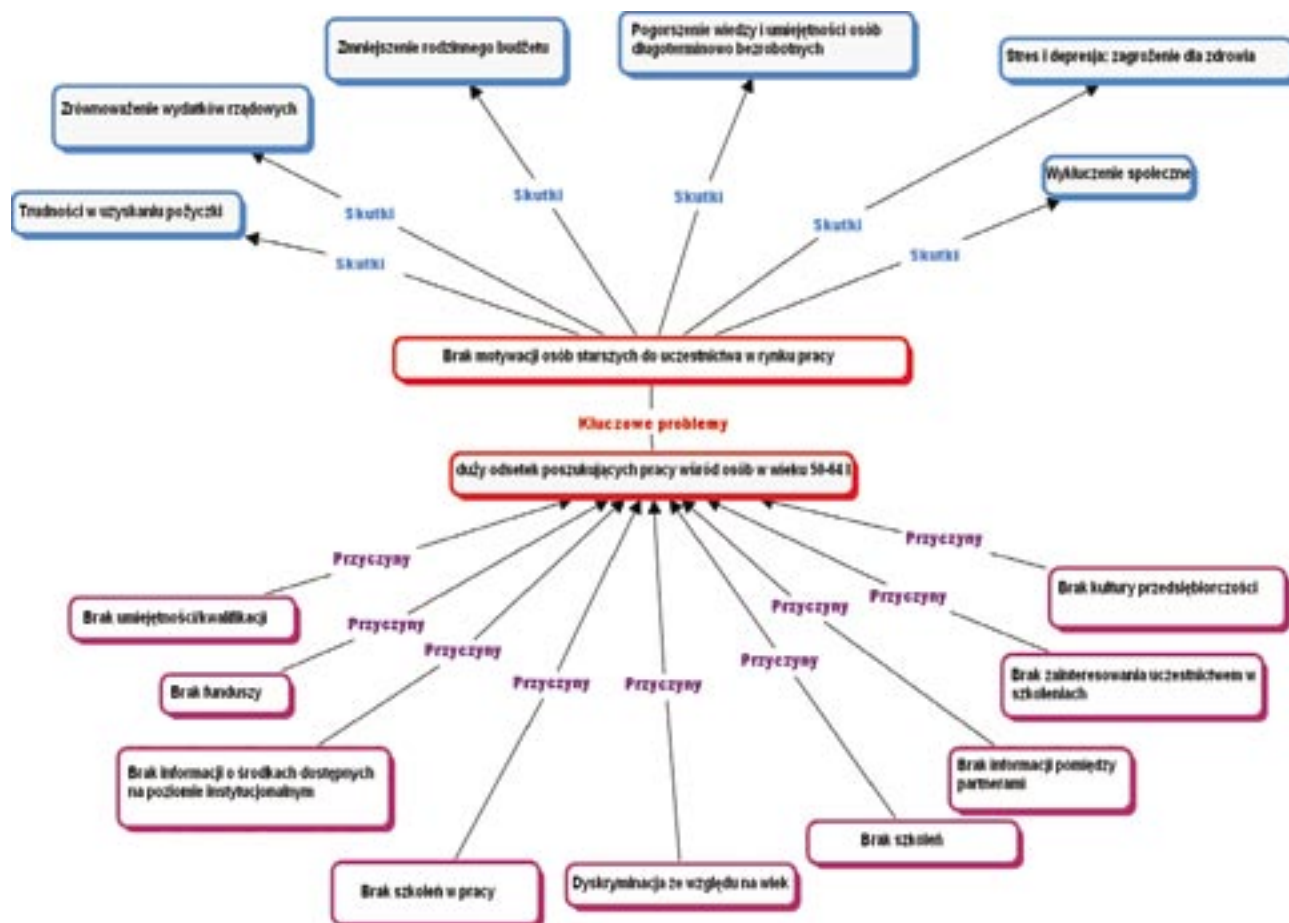 Zmniejszenie rodzinnego budżetu
Pogorszenie wiedzy i umiejętności osób
długoterminowo bezrobotnych
Stres i depresja: zagrożenie dla zdrowia
Zrównoważenie wydatków rządowych
Wykluczenie społeczne
Trudności w uzyskaniu pożyczki
Skutki
Skutki
Skutki
Skutki
Skutki
Skutki
Brak motywacji osób starszych do uczestnictwa w rynku pracy
Kluczowe problemy
duży odsetek poszukujących pracy wśród osób w wieku 50-64 l
Przyczyny
Przyczyny
Przyczyny
Przyczyny
Przyczyny
Przyczyny
Przyczyny
Przyczyny
Przyczyny
Brak umiejętności/kwalifikacji
Brak kultury przedsiębiorczości
Brak funduszy
Brak zainteresowania uczestnictwem w
szkoleniach
Brak informacji o środkach dostępnych
na poziomie instytucjonalnym
Brak informacji pomiędzy
partnerami
Brak szkoleń
Brak szkoleń w pracy
Dyskryminacja ze względu na wiek